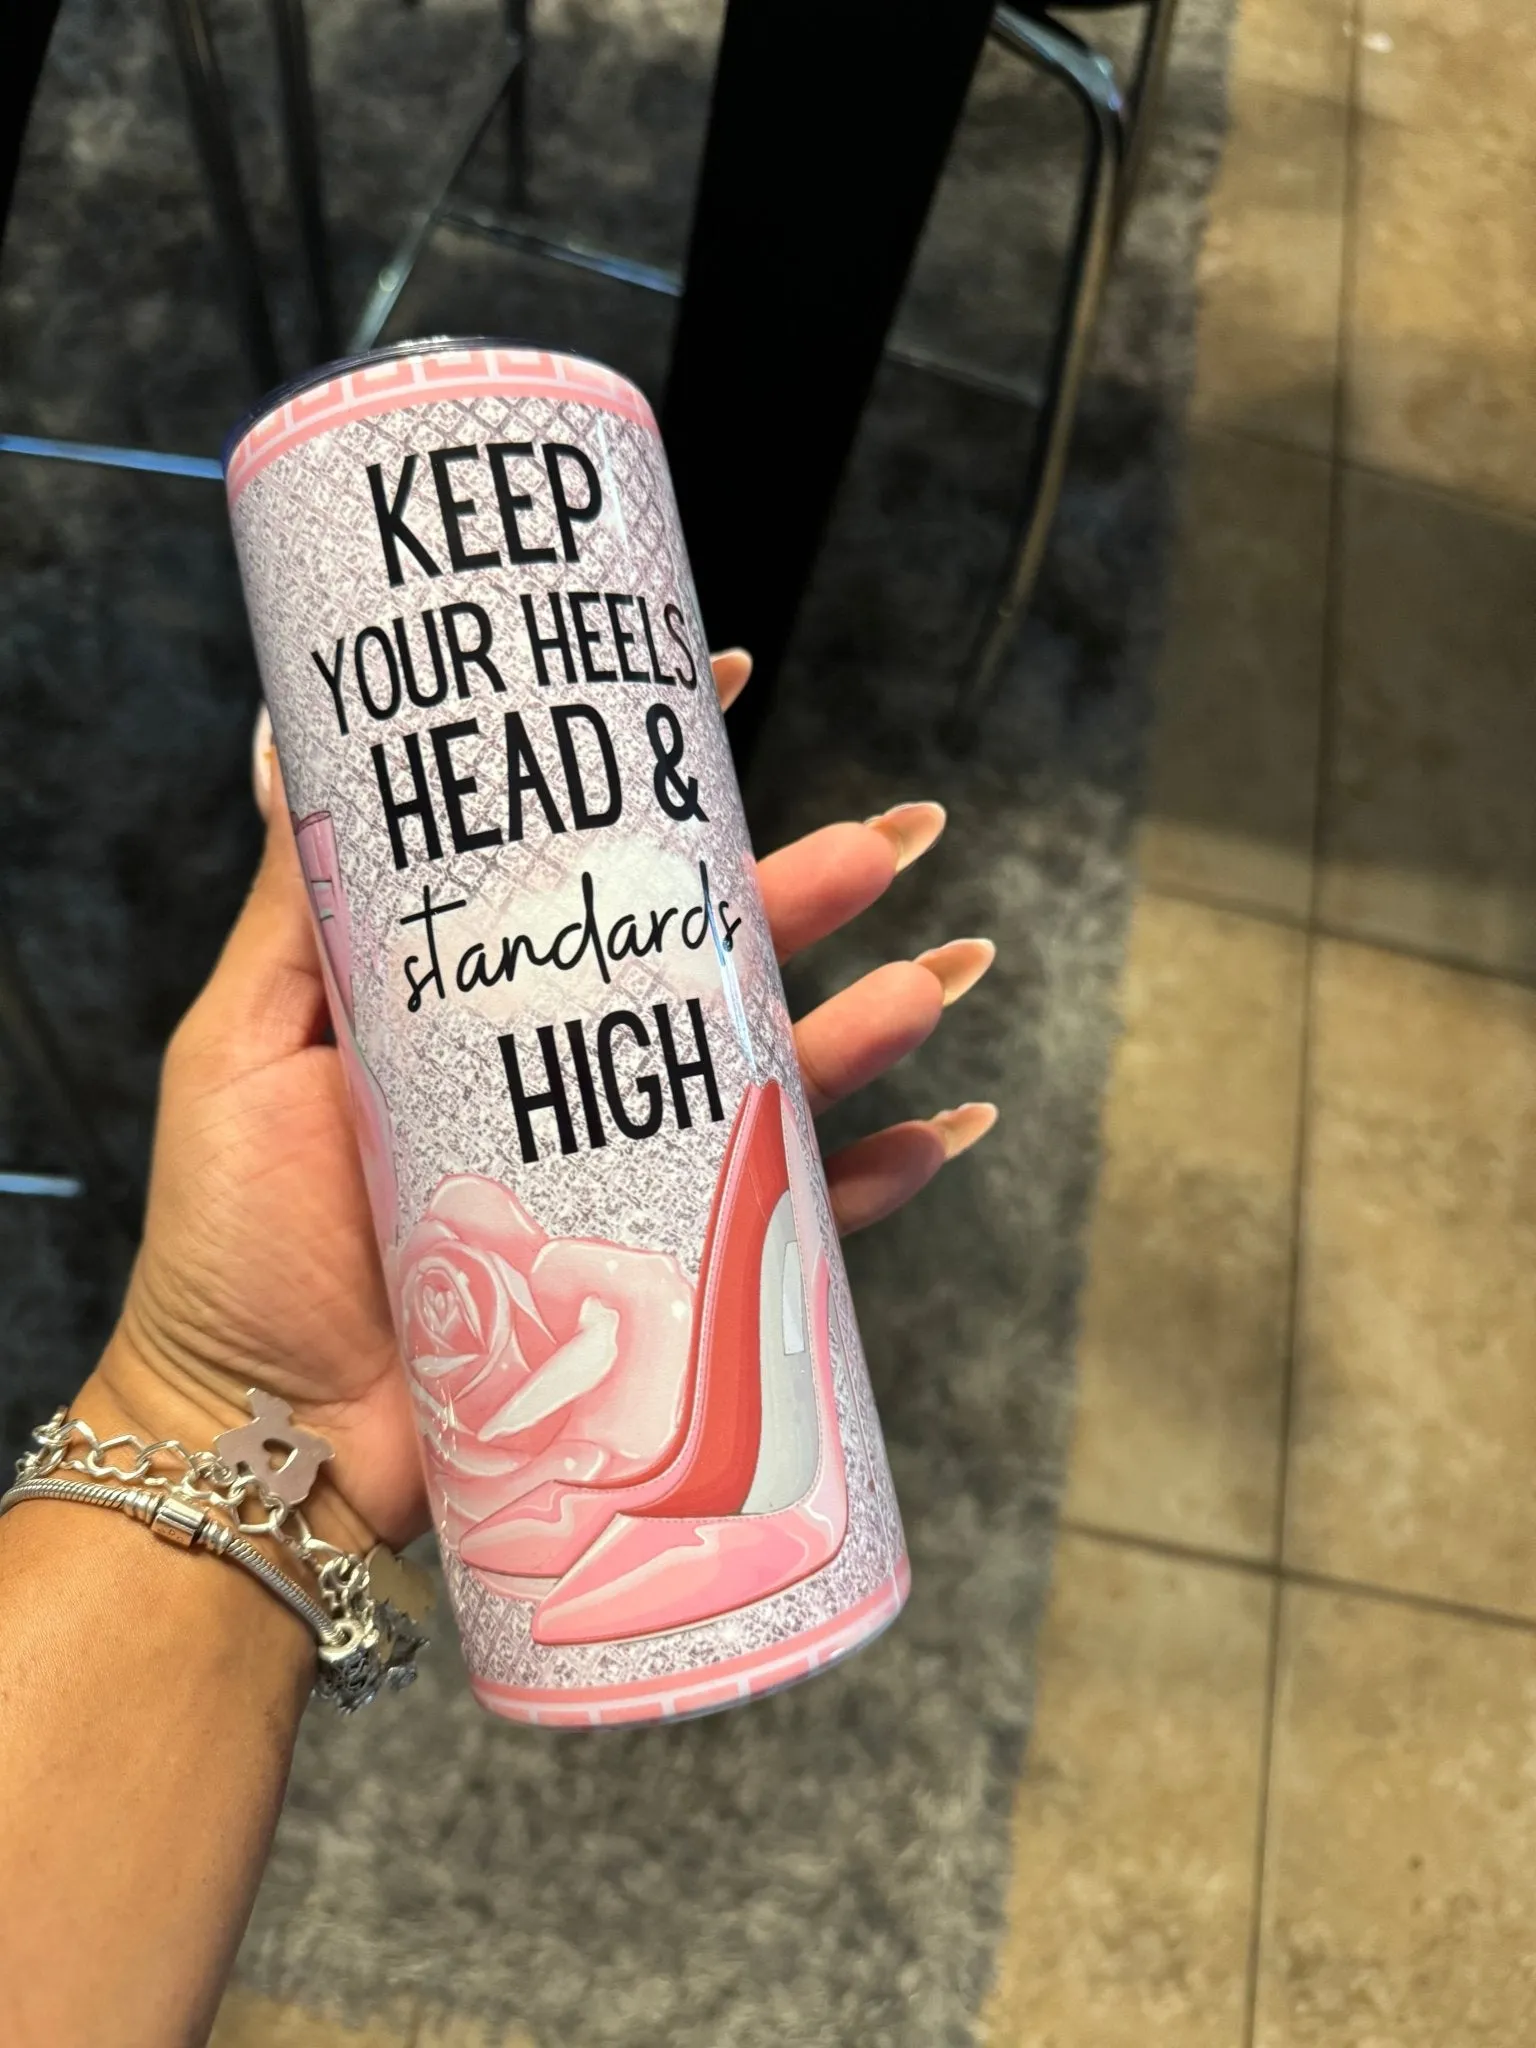 KEEP
YOUR HEELS
HEAD &
standards
HIGH